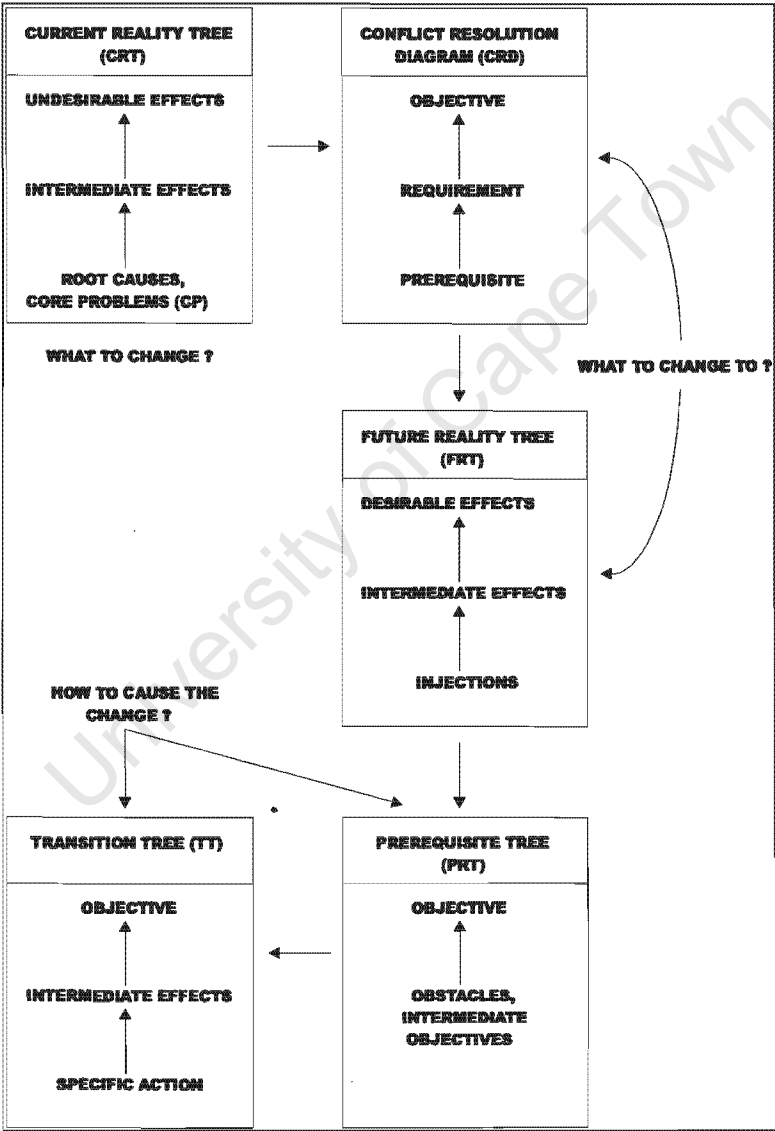 CURRENT REALITY TREE
(CRT)
UNDESIRABLE EFFECTS
INTERMEDIATE EFFECTS
ROOT CAUSES,
CORE PROBLEMS (CP)
WHAT TO CHANGE ?
CONFLICT RESOLUTION
DIAGRAM (CRD)
OBJECTIVE
REQUIREMENT
PREREQUISITE
WHAT TO CHANGE TO ?
FUTURE REALITY TREE
(FRT)
DESIRABLE EFFECTS
INTERMEDIATE EFFECTS
INJECTIONS
HOW TO CAUSE THE
CHANGE ?
TRANSITION TREE (TT)
OBJECTIVE
INTERMEDIATE EFFECTS
SPECIFIC ACTION
PREREQUISITE TREE
(PRT)
OBJECTIVE
OBSTACLES,
INTERMEDIATE
OBJECTIVES
University of Cape Town